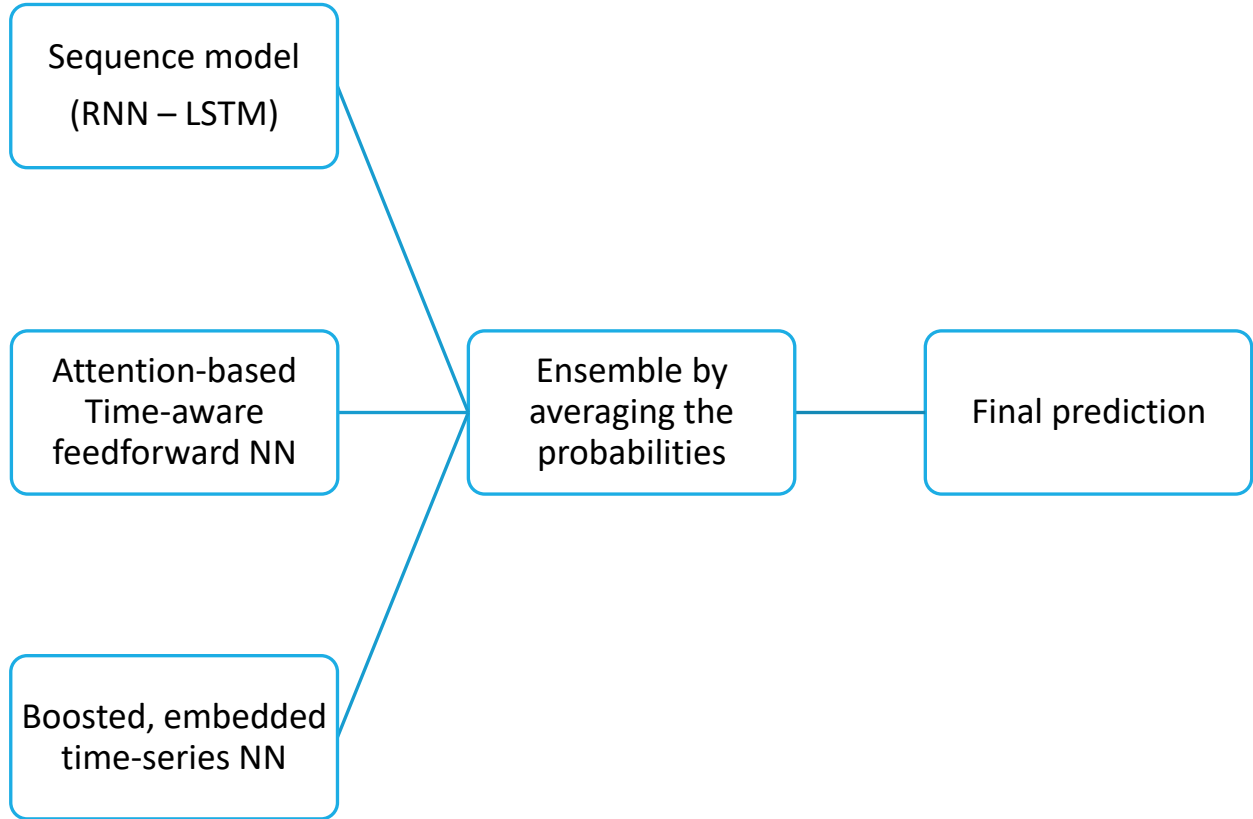 Sequence model
(RNN – LSTM)
Attention-based
Time-aware
feedforward NN
Boosted, embedded
time-series NN
Ensemble by
averaging the
probabilities
Final prediction